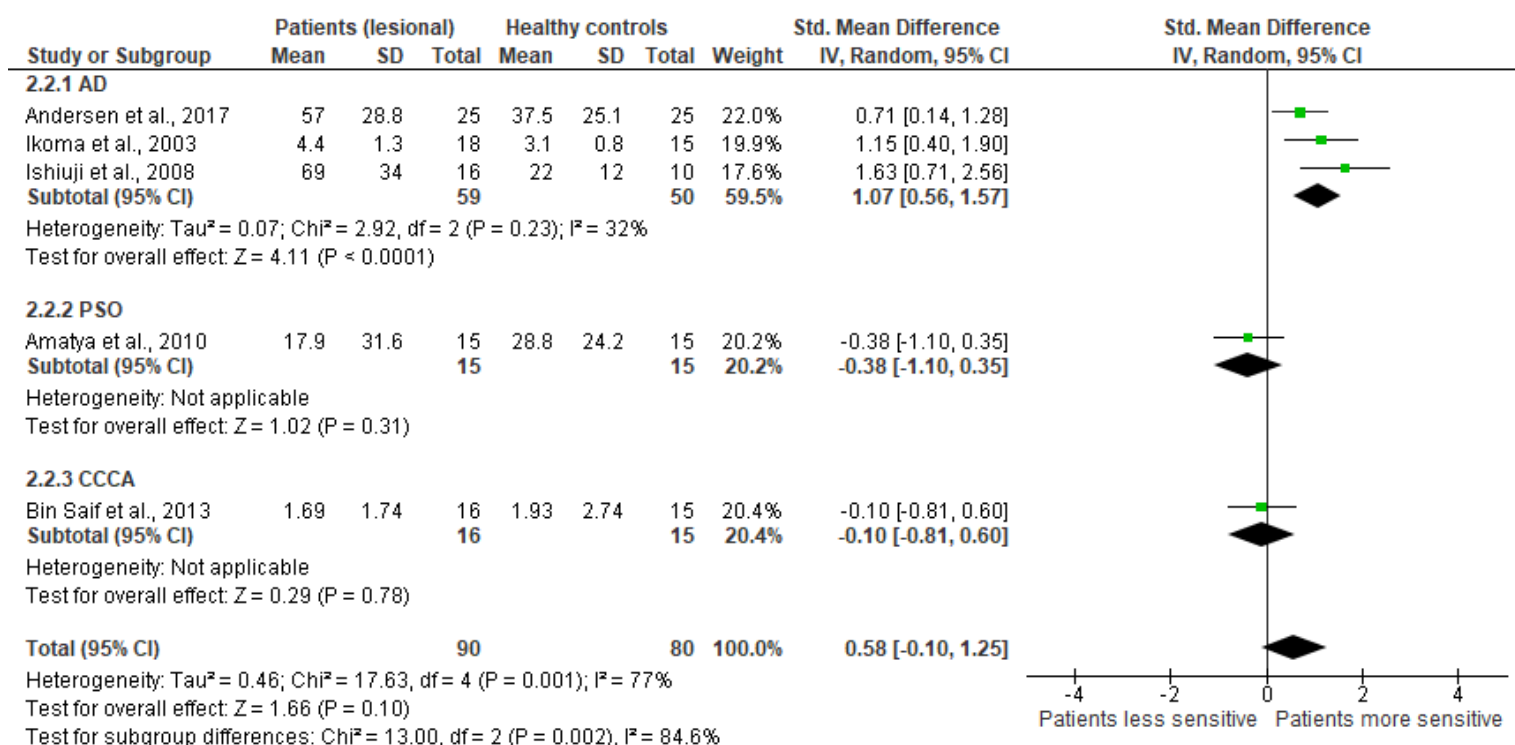 Patients (lesional) Healthy controls Std. Mean Difference Std. Mean Difference
Study or Subgroup Mean SD Total Mean SD Total Weight IV, Random, 95% CI IV, Random, 95% CI
2.2.1 AD
Andersen et al., 2017 57 28.8 25 37.5 25.1 25 22.0% 0.71 [0.14, 1.28]
Ikoma et al., 2003 4.4 1.3 18 3.1 0.8 15 19.9% 1.15 [0.40, 1.90]
Ishiuji et al., 2008 69 34 16 22 12 10 17.6% 1.63 [0.71, 2.56]
Subtotal (95% CI) 59 50 59.5% 1.07 [0.56, 1.57]
Heterogeneity: Tau² = 0.07; Chi² = 2.92, df = 2 (P = 0.23); I² = 32%
Test for overall effect: Z = 4.11 (P < 0.0001)
2.2.2 PSO
Amatya et al., 2010 17.9 31.6 15 28.8 24.2 15 20.2% -0.38 [-1.10, 0.35]
Subtotal (95% CI) 15 15 20.2% -0.38 [-1.10, 0.35]
Heterogeneity: Not applicable
Test for overall effect: Z = 1.02 (P = 0.31)
2.2.3 CCCA
Bin Saif et al., 2013 1.69 1.74 16 1.93 2.74 15 20.4% -0.10 [-0.81, 0.60]
Subtotal (95% CI) 16 15 20.4% -0.10 [-0.81, 0.60]
Heterogeneity: Not applicable
Test for overall effect: Z = 0.29 (P = 0.78)
Total (95% CI) 90 80 100.0% 0.58 [-0.10, 1.25]
Heterogeneity: Tau² = 0.46; Chi² = 17.63, df = 4 (P = 0.001); I² = 77%
Test for overall effect: Z = 1.66 (P = 0.10)
Test for subgroup differences: Chi² = 13.00, df = 2 (P = 0.002), I² = 84.6%
-4 -2 0 2 4
Patients less sensitive Patients more sensitive